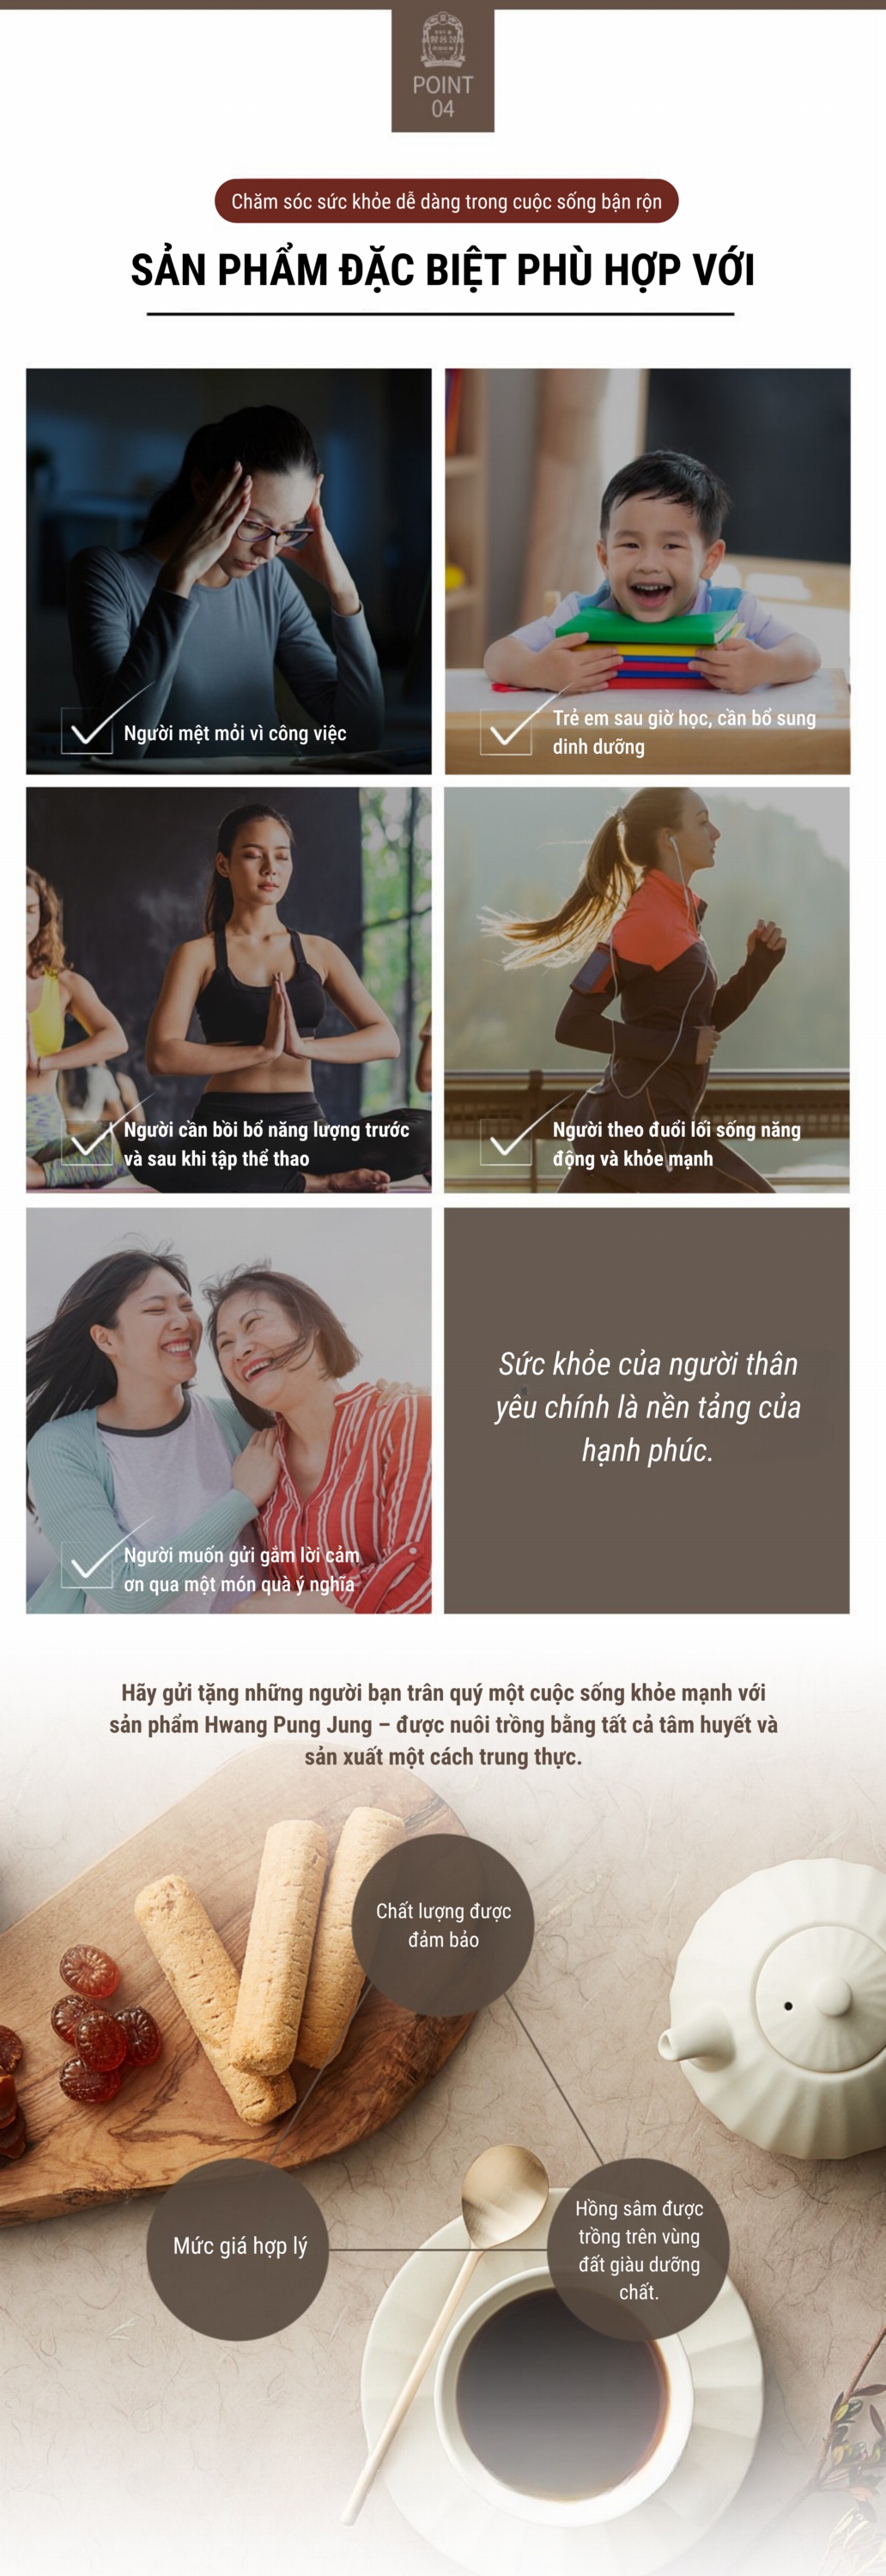 POINT
04
Chăm sóc sức khỏe dễ dàng trong cuộc sống bận rộn
SẢN PHẨM ĐẶC BIỆT PHÙ HỢP VỚI
Người mệt mỏi vì công việc
Trẻ em sau giờ học, cần bổ sung
dinh dưỡng
Người cần bồi bổ năng lượng trước
và sau khi tập thể thao
Người theo đuổi lối sống năng
động và khỏe mạnh
Người muốn gửi gắm lời cảm
ơn qua một món quà ý nghĩa
Sức khỏe của người thân
yêu chính là nền tảng của
hạnh phúc.
Hãy gửi tặng những người bạn trân quý một cuộc sống khỏe mạnh với
sản phẩm Hwang Pung Jung – được nuôi trồng bằng tất cả tâm huyết và
sản xuất một cách trung thực.
Chất lượng được
đảm bảo
Mức giá hợp lý
Hồng sâm được
trồng trên vùng
đất giàu dưỡng
chất.